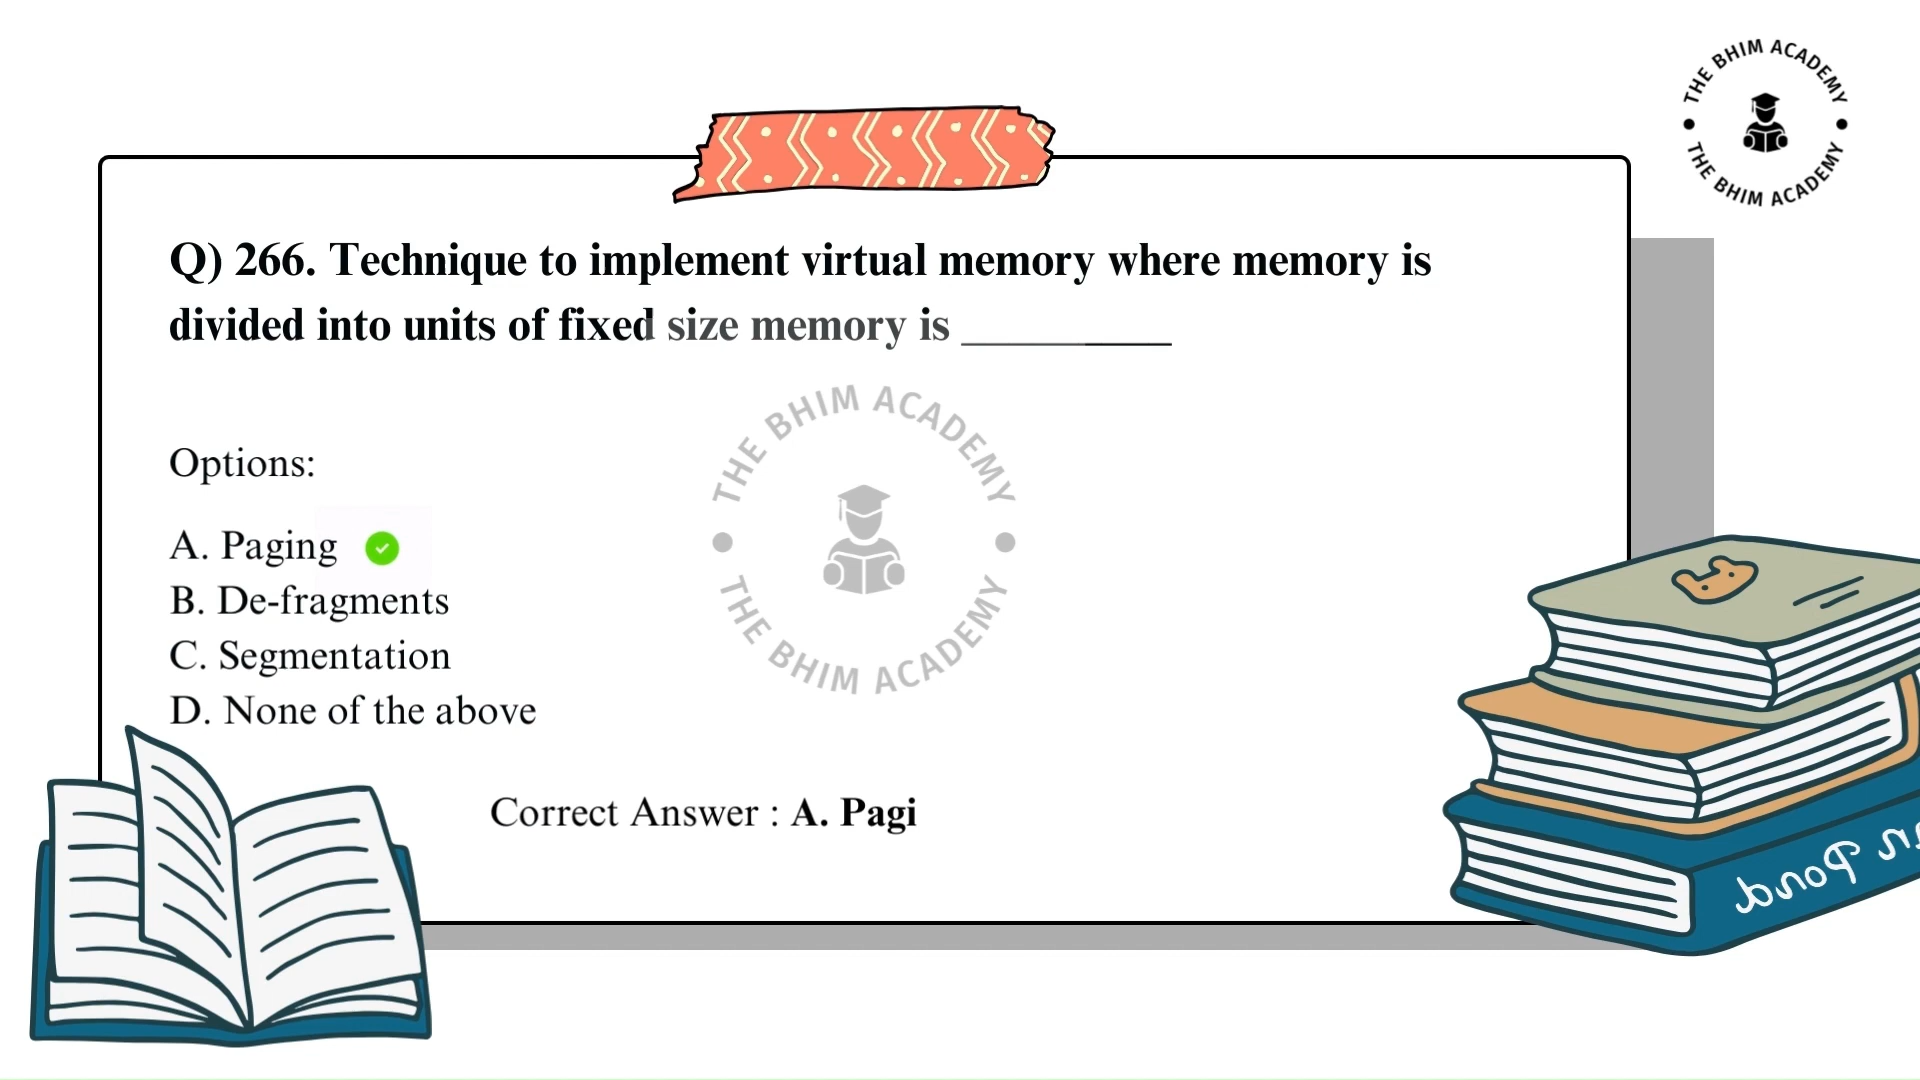 THE BHIM ACADEMY
THE BHIM ACADEMY
Q) 266. Technique to implement virtual memory where memory is
divided into units of fixed size memory is __________
THE BHIM ACADEMY
THE BHIM ACADEMY
Options:
A. Paging
B. De-fragments
C. Segmentation
D. None of the above
Correct Answer : A. Pagi